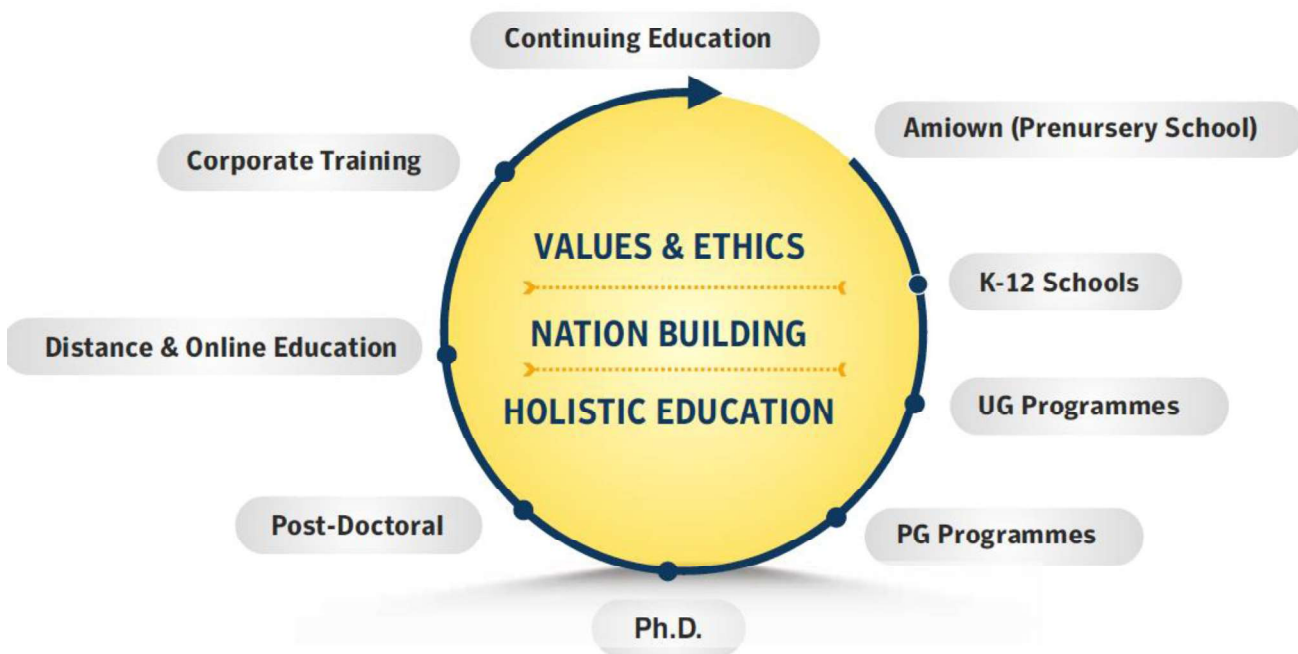 Continuing Education
Amiown (Prenursery School)
Corporate Training
VALUES & ETHICS
K-12 Schools
NATION BUILDING
Distance & Online Education
HOLISTIC EDUCATION
UG Programmes
Post-Doctoral
PG Programmes
Ph.D.